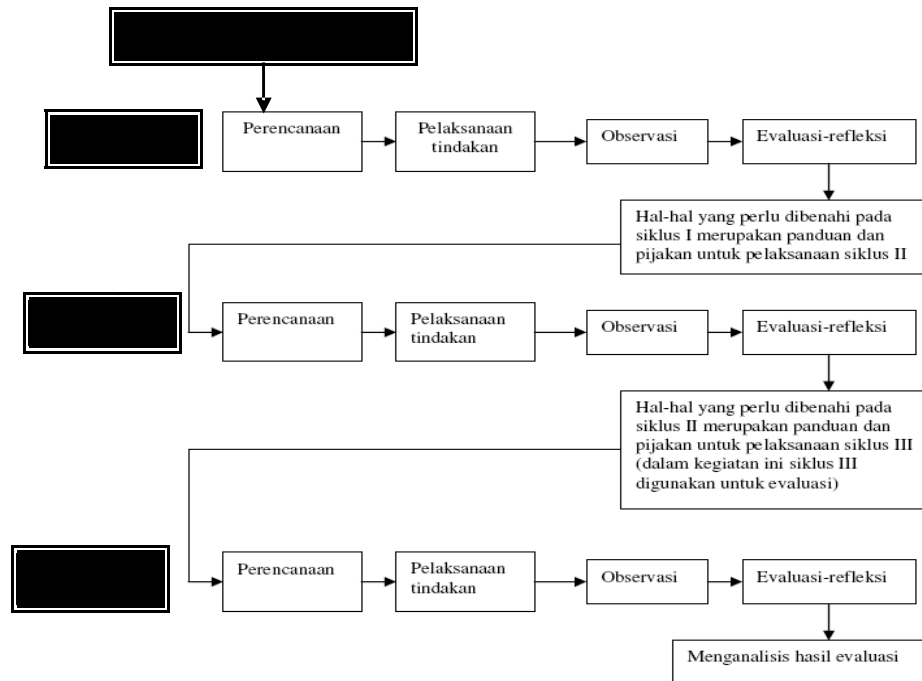 Perencanaan
Pelaksanaan
tindakan
Observasi
Evaluasi-refleksi
Hal-hal yang perlu dibenahi pada
siklus I merupakan panduan dan
pijakan untuk pelaksanaan siklus II
Perencanaan
Pelaksanaan
tindakan
Observasi
Evaluasi-refleksi
Hal-hal yang perlu dibenahi pada
siklus II merupakan panduan dan
pijakan untuk pelaksanaan siklus III
(dalam kegiatan ini siklus III
digunakan untuk evaluasi)
Perencanaan
Pelaksanaan
tindakan
Observasi
Evaluasi-refleksi
Menganalisis hasil evaluasi